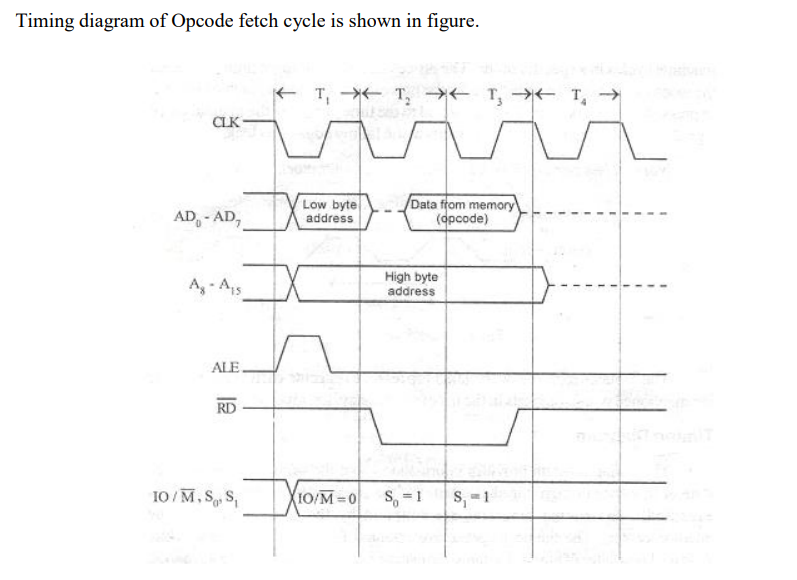 Timing diagram of Opcode fetch cycle is shown in figure.
T₁ T₂ T₃ T₄
CLK
AD₀ - AD₇
Low byte
address
Data from memory
(opcode)
A₈ - A₁₅
High byte
address
ALE
R̅D̅
IO / M̅, S₀, S₁
IO/M̅ = 0 S₀ = 1 S₁ = 1